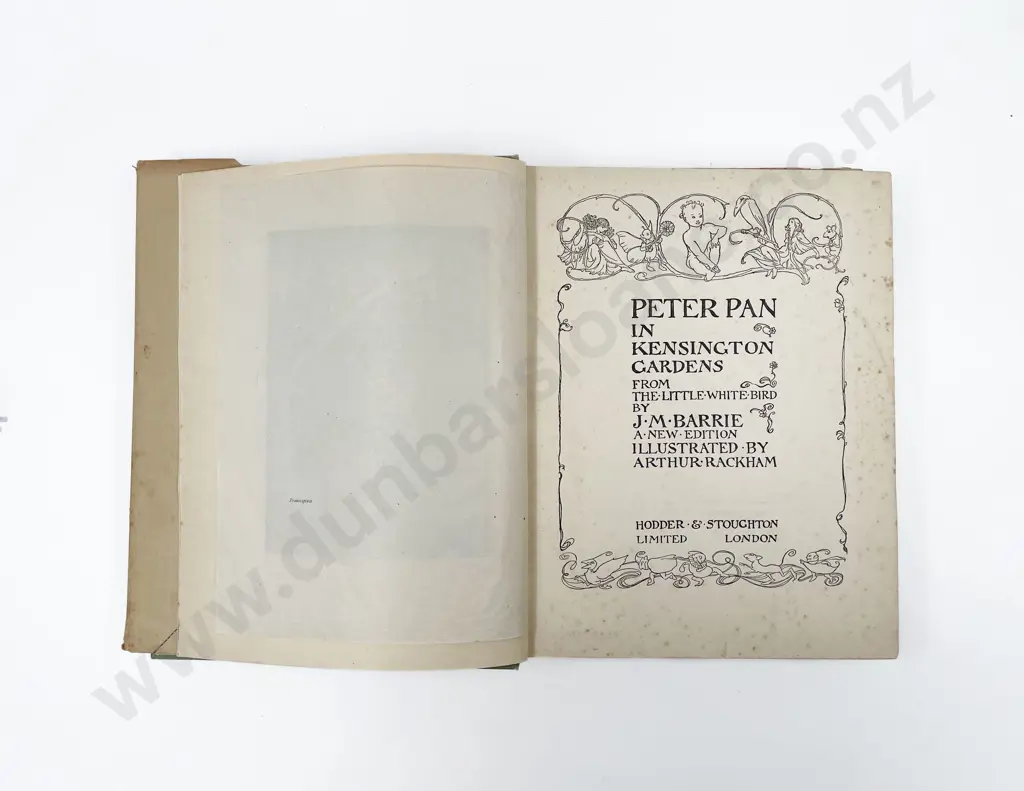 Frontispiece
PETER PAN
IN
KENSINGTON
GARDENS
FROM
THE·LITTLE·WHITE·BIRD
BY
J·M·BARRIE
A·NEW·EDITION
ILLUSTRATED·BY
ARTHUR·RACKHAM
HODDER·&·STOUGHTON
LIMITED LONDON
www.dunbarsloane.co.nz